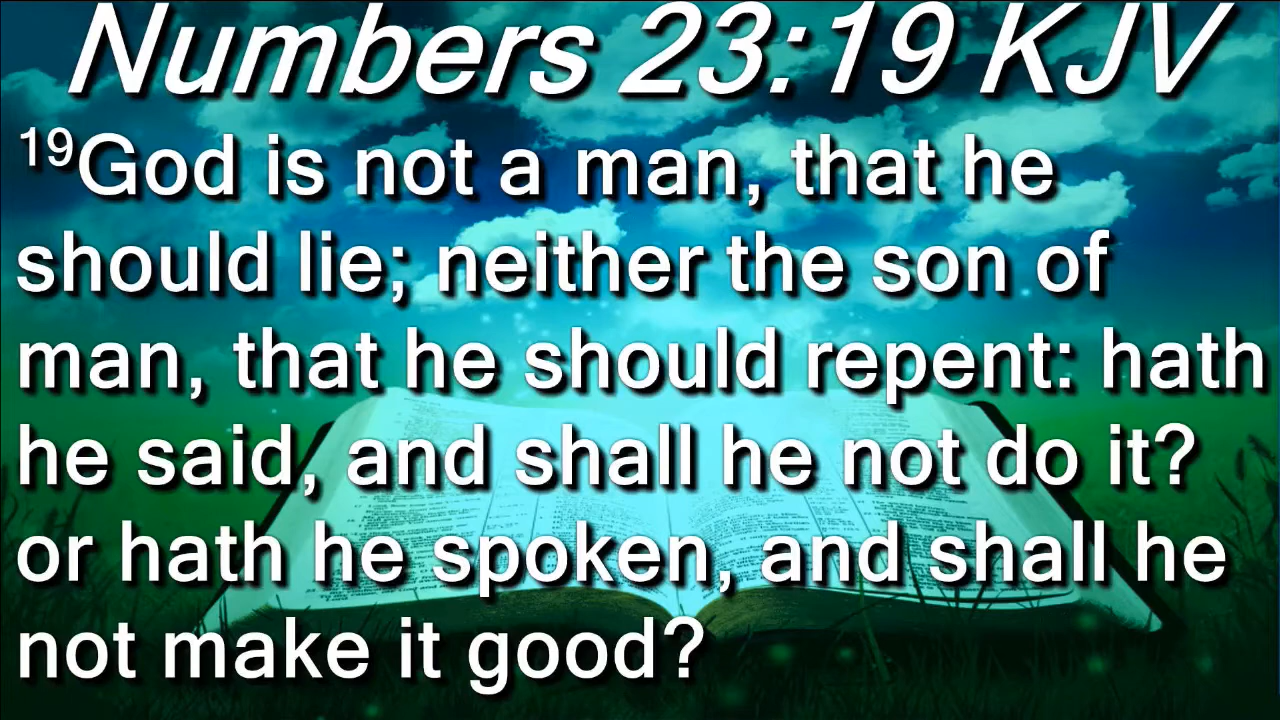 Numbers 23:19 KJV
19God is not a man, that he
should lie; neither the son of
man, that he should repent: hath
he said, and shall he not do it?
or hath he spoken, and shall he
not make it good?